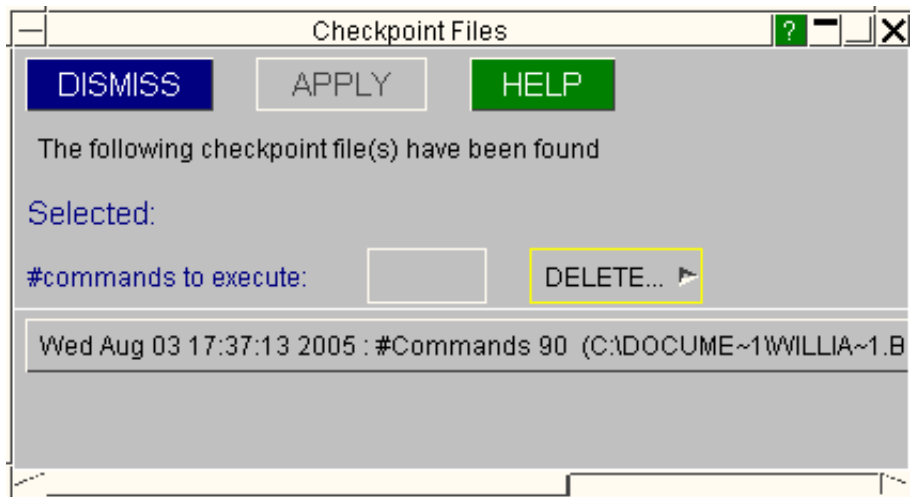 Checkpoint Files ?
DISMISS APPLY HELP
The following checkpoint file(s) have been found
Selected:
#commands to execute: DELETE...
Wed Aug 03 17:37:13 2005 : #Commands 90 (C:\DOCUME~1\WILLIA~1.B